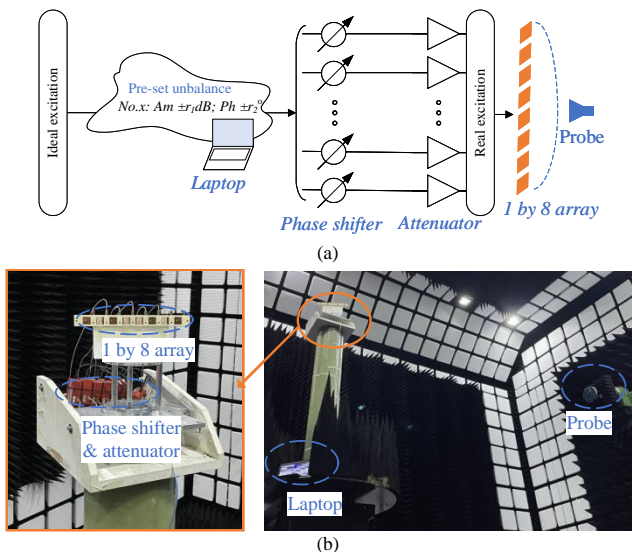 Ideal excitation
Pre-set unbalance
No.x: Am ±r₁dB; Ph ±r₂°
Laptop
Phase shifter
Attenuator
Real excitation
1 by 8 array
Probe
(a)
1 by 8 array
Phase shifter
& attenuator
Laptop
Probe
(b)